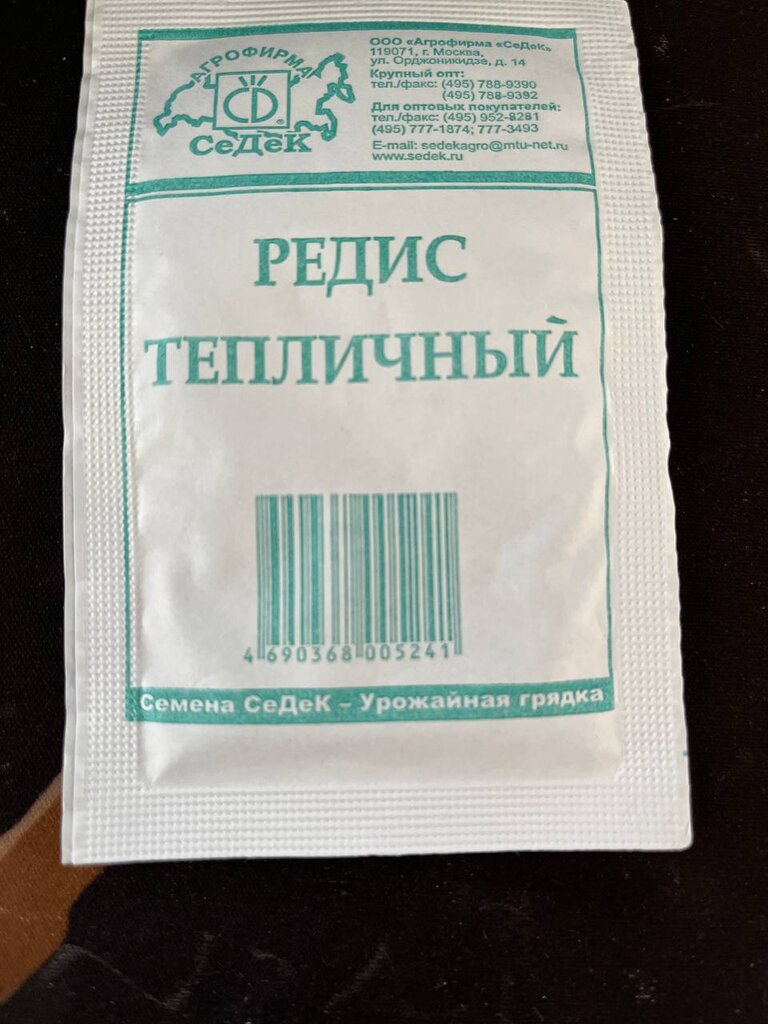 АГРОФИРМА
СеДеК
ООО «Агрофирма «СеДеК»
119071, г. Москва,
ул. Орджоникидзе, д. 14
Крупный опт:
тел./факс: (495) 788-9390
(495) 788-9392
Для оптовых покупателей:
тел./факс: (495) 952-8281
(495) 777-1874; 777-3493
E-mail: sedekagro@mtu-net.ru
www.sedek.ru
РЕДИС
ТЕПЛИЧНЫЙ
4 690368 005241
Семена СеДеК – Урожайная грядка